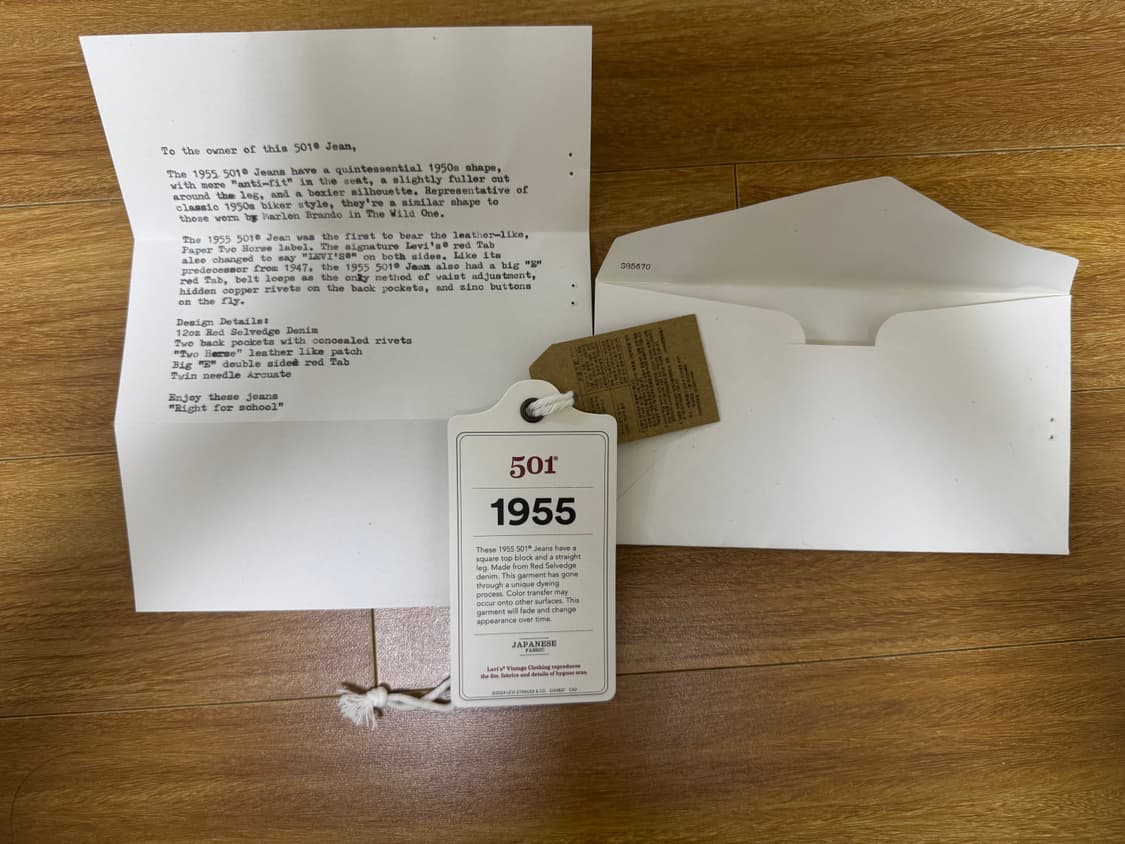 To the owner of this 501® Jean,
The 1955 501® Jeans have a quintessential 1950s shape,
with more "anti-fit" in the seat, a slightly fuller cut
around the leg, and a boxier silhouette. Representative of
classic 1950s biker style, they're a similar shape to
those worn by Marlon Brando in The Wild One.
The 1955 501® Jean was the first to bear the leather-like,
Paper Two Horse label. The signature Levi's® red Tab
also changed to say "LEVI'S®" on both sides. Like its
predecessor from 1947, the 1955 501® Jean also had a big "E"
red Tab, belt loops as the only method of waist adjustment,
hidden copper rivets on the back pockets, and zinc buttons
on the fly.
Design Details:
12oz Red Selvedge Denim
Two back pockets with concealed rivets
"Two Horse" leather like patch
Big "E" double sided red Tab
Twin needle Arcuate
Enjoy these jeans
"Right for school"
S85670
501®
1955
These 1955 501® Jeans have a
square top block and a straight
leg. Made from Red Selvedge
denim. This garment has gone
through a unique dyeing
process. Color transfer may
occur onto other surfaces. This
garment will fade and change
appearance over time.
JAPANESE
FABRIC
Levi's® Vintage Clothing reproduces
the fits, fabrics and details of bygone eras.
LEVI STRAUSS & CO.